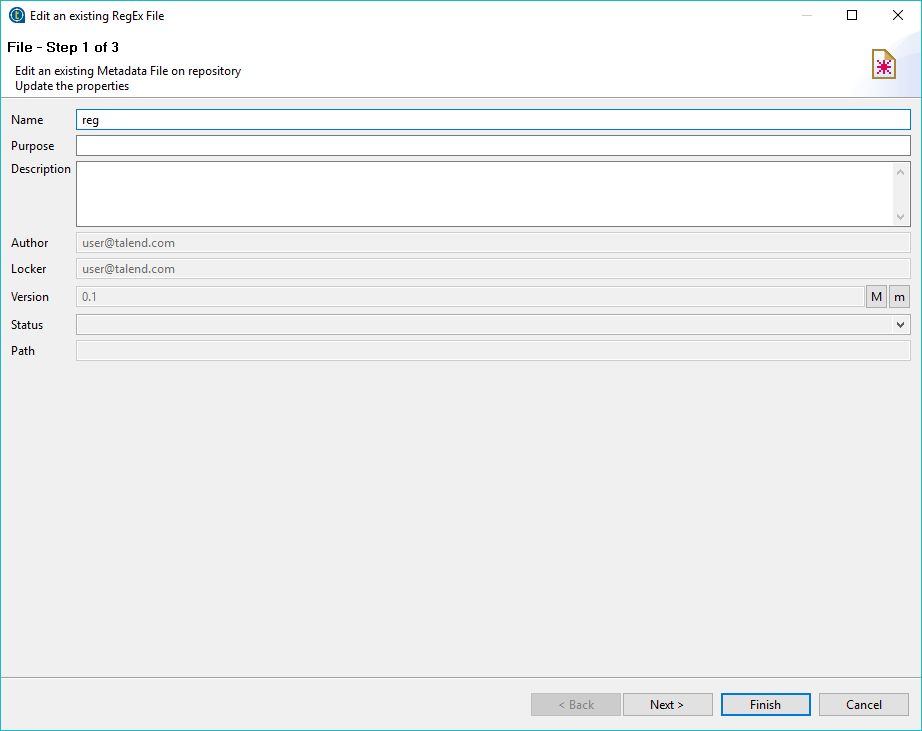 Edit an existing RegEx File
File - Step 1 of 3
Edit an existing Metadata File on repository
Update the properties
Name reg
Purpose
Description
Author user@talend.com
Locker user@talend.com
Version 0.1 M m
Status
Path
< Back Next > Finish Cancel